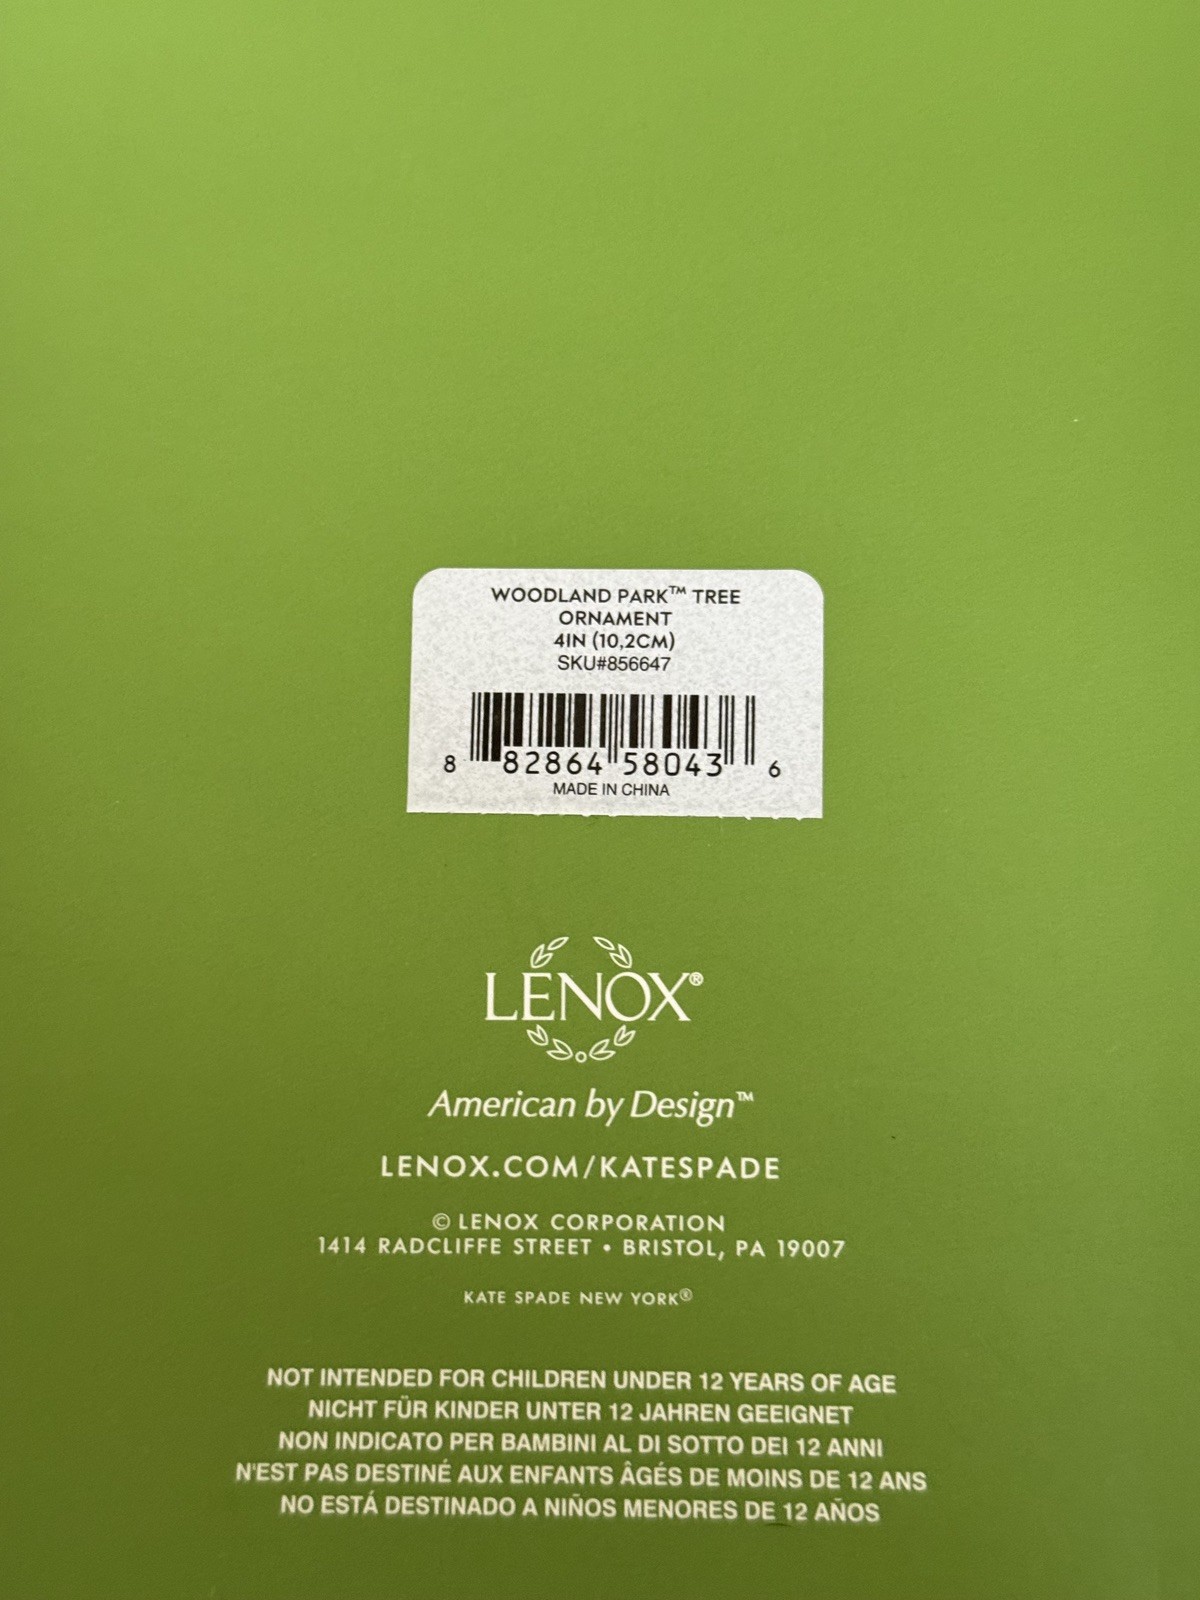 WOODLAND PARK™ TREE
ORNAMENT
4IN (10,2CM)
SKU#856647
8 82864 58043 6
MADE IN CHINA
LENOX®
American by Design™
LENOX.COM/KATESPADE
© LENOX CORPORATION
1414 RADCLIFFE STREET • BRISTOL, PA 19007
KATE SPADE NEW YORK®
NOT INTENDED FOR CHILDREN UNDER 12 YEARS OF AGE
NICHT FÜR KINDER UNTER 12 JAHREN GEEIGNET
NON INDICATO PER BAMBINI AL DI SOTTO DEI 12 ANNI
N'EST PAS DESTINÉ AUX ENFANTS ÂGÉS DE MOINS DE 12 ANS
NO ESTÁ DESTINADO A NIÑOS MENORES DE 12 AÑOS